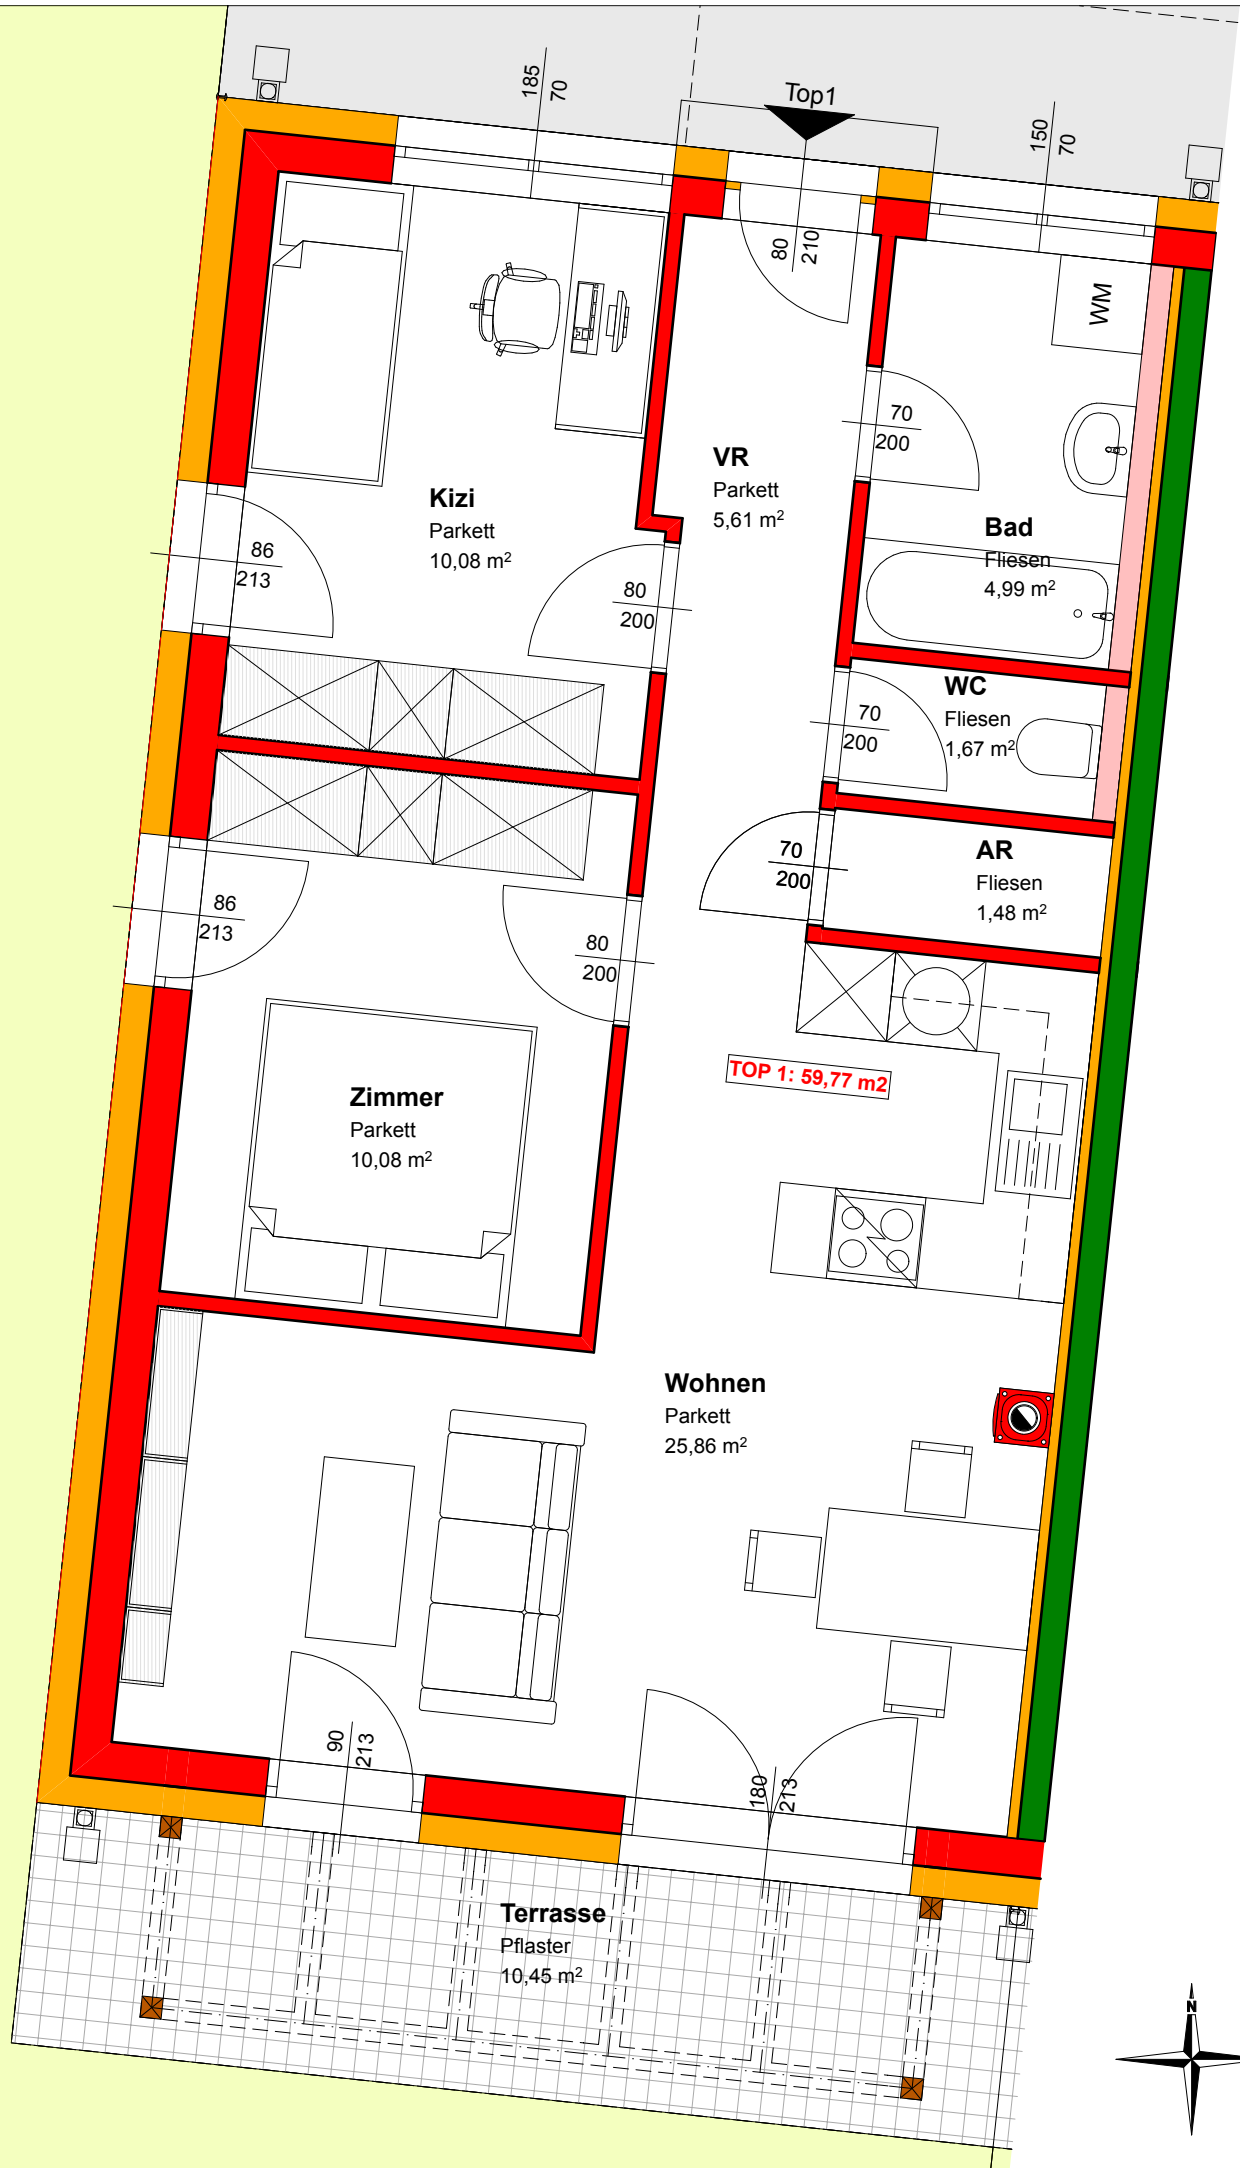 185
70
Top1
150
70
80
210
WM
70
200
VR
Parkett
5,61 m²
Kizi
Parkett
10,08 m²
Bad
Fliesen
4,99 m²
86
213
80
200
WC
Fliesen
1,67 m²
70
200
AR
Fliesen
1,48 m²
70
200
86
213
80
200
TOP 1: 59,77 m2
Zimmer
Parkett
10,08 m²
Wohnen
Parkett
25,86 m²
90
213
180
213
Terrasse
Pflaster
10,45 m²
N